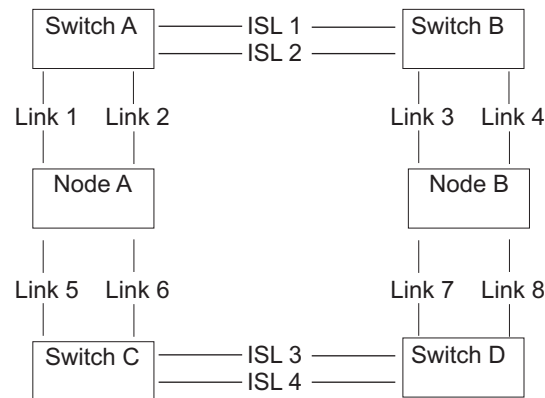 Switch A
ISL 1
Switch B
ISL 2
Link 1
Link 2
Link 3
Link 4
Node A
Node B
Link 5
Link 6
Link 7
Link 8
Switch C
ISL 3
Switch D
ISL 4